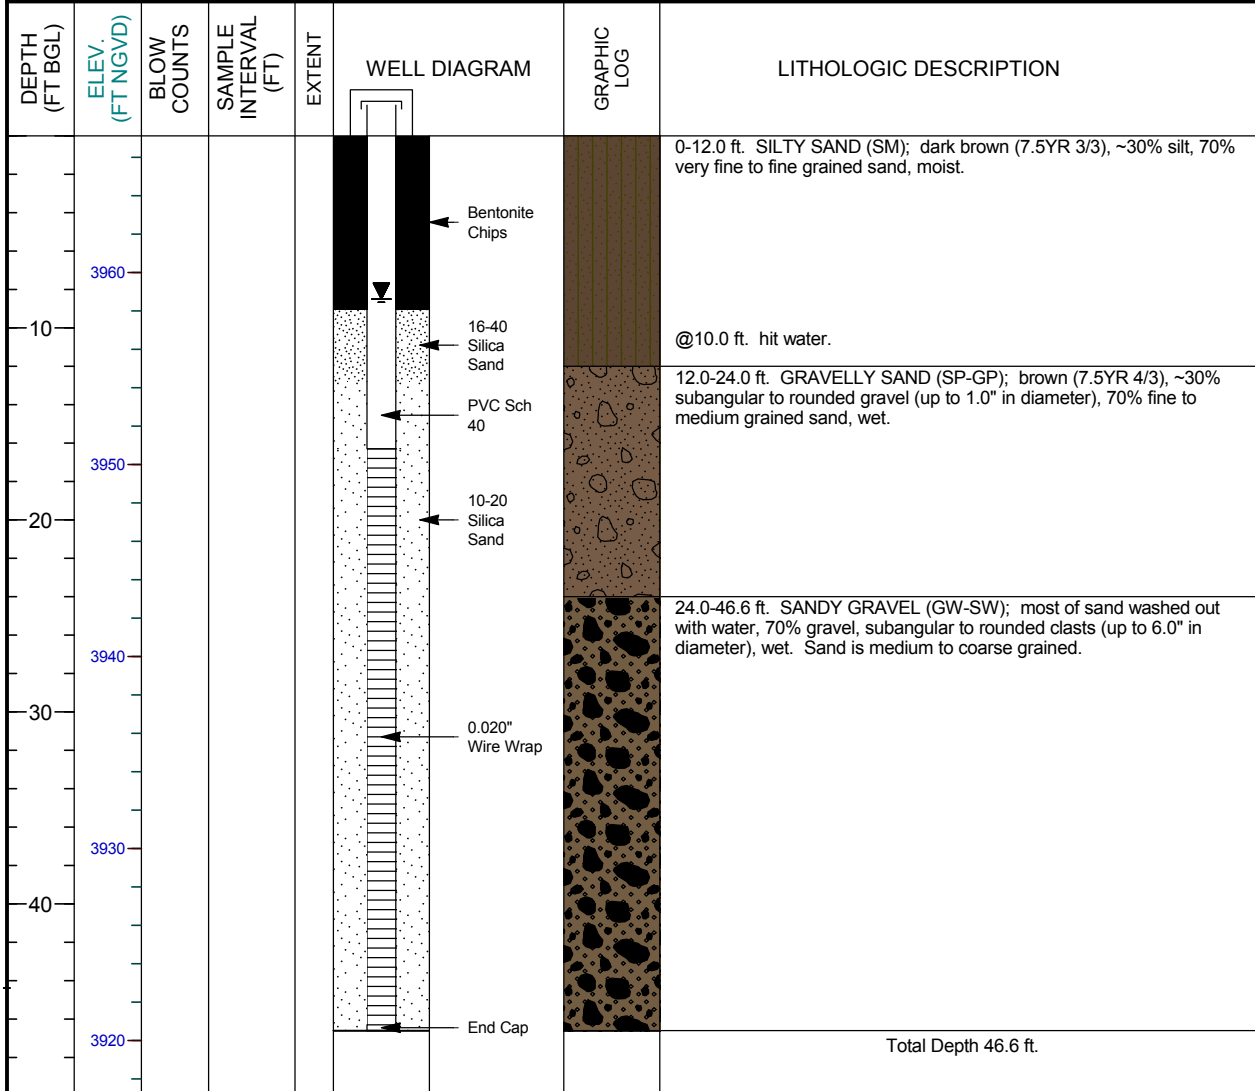 DEPTH
(FT BGL)
ELEV.
(FT NGVD)
BLOW
COUNTS
SAMPLE
INTERVAL
(FT)
EXTENT
WELL DIAGRAM
GRAPHIC
LOG
LITHOLOGIC DESCRIPTION
0-12.0 ft. SILTY SAND (SM); dark brown (7.5YR 3/3), ~30% silt, 70%
very fine to fine grained sand, moist.
Bentonite
Chips
3960
10
16-40
Silica
Sand
@10.0 ft. hit water.
12.0-24.0 ft. GRAVELLY SAND (SP-GP); brown (7.5YR 4/3), ~30%
subangular to rounded gravel (up to 1.0" in diameter), 70% fine to
medium grained sand, wet.
PVC Sch
40
3950
20
10-20
Silica
Sand
24.0-46.6 ft. SANDY GRAVEL (GW-SW); most of sand washed out
with water, 70% gravel, subangular to rounded clasts (up to 6.0" in
diameter), wet. Sand is medium to coarse grained.
3940
30
0.020"
Wire Wrap
3930
40
End Cap
3920
Total Depth 46.6 ft.